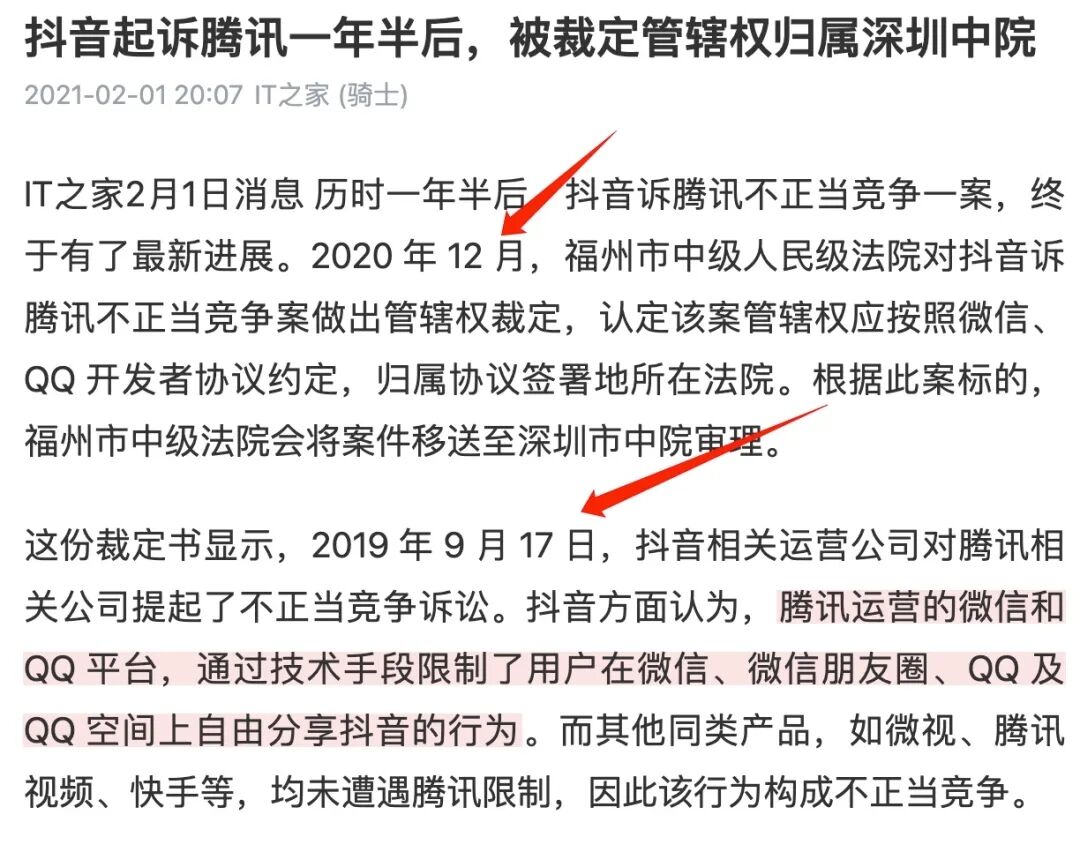 抖音起诉腾讯一年半后，被裁定管辖权归属深圳中院
2021-02-01 20:07 IT之家 (骑士)
IT之家2月1日消息 历时一年半后，抖音诉腾讯不正当竞争一案，终
于有了最新进展。2020 年 12 月，福州市中级人民级法院对抖音诉
腾讯不正当竞争案做出管辖权裁定，认定该案管辖权应按照微信、
QQ 开发者协议约定，归属协议签署地所在法院。根据此案标的，
福州市中级法院会将案件移送至深圳市中院审理。
这份裁定书显示，2019 年 9 月 17 日，抖音相关运营公司对腾讯相
关公司提起了不正当竞争诉讼。抖音方面认为，腾讯运营的微信和
QQ 平台，通过技术手段限制了用户在微信、微信朋友圈、QQ 及
QQ 空间上自由分享抖音的行为。而其他同类产品，如微视、腾讯
视频、快手等，均未遭遇腾讯限制，因此该行为构成不正当竞争。